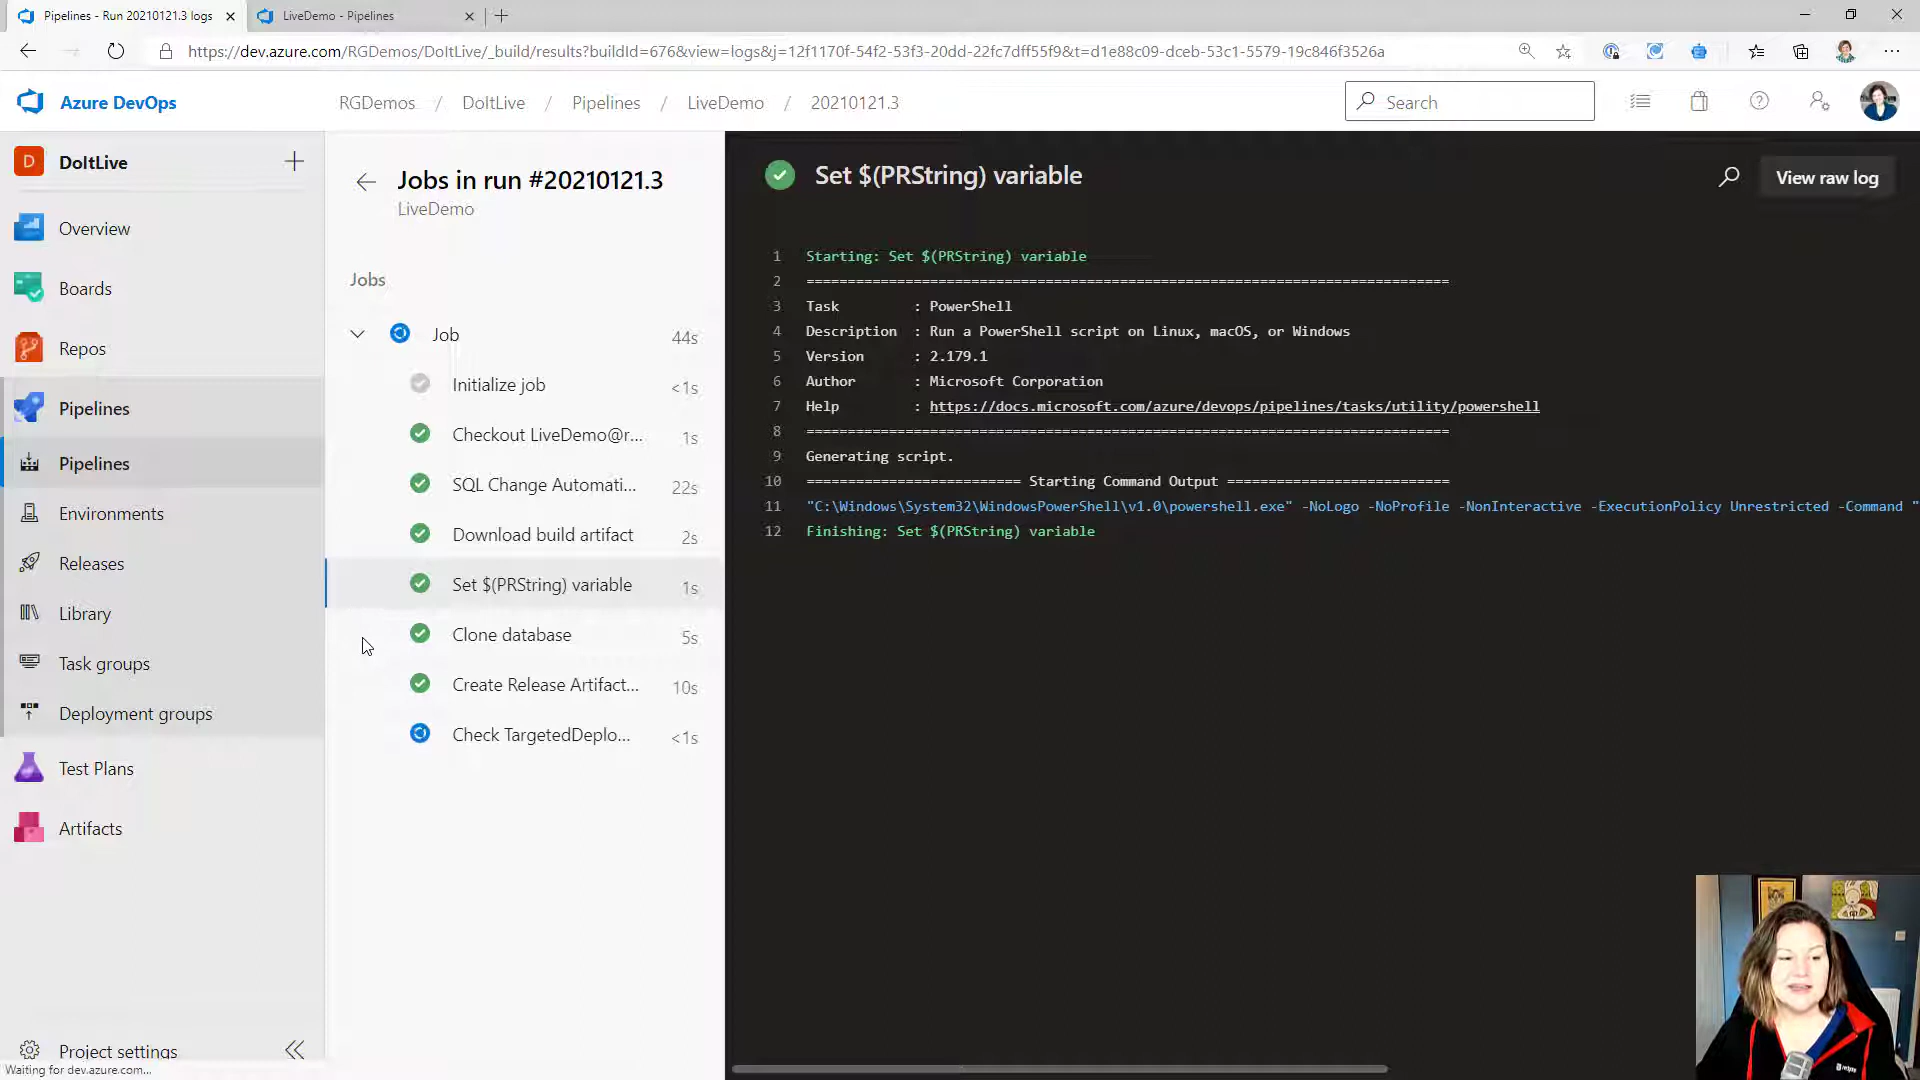 Pipelines - Run 20210121.3 logs
LiveDemo - Pipelines
https://dev.azure.com/RGDemos/DoItLive/_build/results?buildId=676&view=logs&j=12f1170f-54f2-53f3-20dd-22fc7dff55f9&t=d1e88c09-dceb-53c1-5579-19c846f3526a
Azure DevOps
RGDemos / DoItLive / Pipelines / LiveDemo / 20210121.3
Search
D DoItLive
Overview
Boards
Repos
Pipelines
Pipelines
Environments
Releases
Library
Task groups
Deployment groups
Test Plans
Artifacts
Project settings
Waiting for dev.azure.com...
Jobs in run #20210121.3
LiveDemo
Jobs
Job 44s
Initialize job <1s
Checkout LiveDemo@r... 1s
SQL Change Automati... 22s
Download build artifact 2s
Set $(PRString) variable 1s
Clone database 5s
Create Release Artifact... 10s
Check TargetedDeplo... <1s
Set $(PRString) variable
View raw log
1 Starting: Set $(PRString) variable
2 ==============================================================================
3 Task : PowerShell
4 Description : Run a PowerShell script on Linux, macOS, or Windows
5 Version : 2.179.1
6 Author : Microsoft Corporation
7 Help : https://docs.microsoft.com/azure/devops/pipelines/tasks/utility/powershell
8 ==============================================================================
9 Generating script.
10 ========================== Starting Command Output ===========================
11 "C:\Windows\System32\WindowsPowerShell\v1.0\powershell.exe" -NoLogo -NoProfile -NonInteractive -ExecutionPolicy Unrestricted -Command "
12 Finishing: Set $(PRString) variable